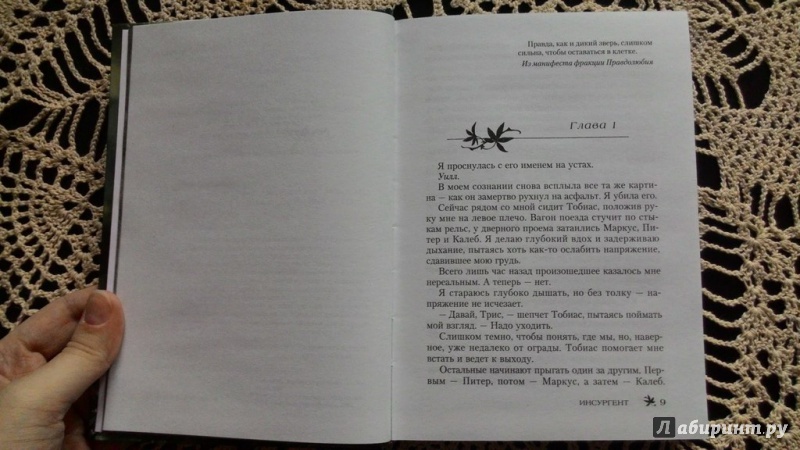 Правда, как и дикий зверь, слишком
сильна, чтобы оставаться в клетке.
Из манифеста фракции Правдолюбия
Глава 1
Я проснулась с его именем на устах.
Уилл.
В моем сознании снова всплыла все та же карти-
на — как он замертво рухнул на асфальт. Я убила его.
Сейчас рядом со мной сидит Тобиас, положив ру-
ку мне на левое плечо. Вагон поезда стучит по сты-
кам рельс, у дверного проема затаились Маркус, Пи-
тер и Калеб. Я делаю глубокий вдох и задерживаю
дыхание, пытаясь хоть как-то ослабить напряжение,
сдавившее мою грудь.
Всего лишь час назад произошедшее казалось мне
нереальным. А теперь — нет.
Я стараюсь глубоко дышать, но без толку — на-
пряжение не исчезает.
— Давай, Трис, — шепчет Тобиас, пытаясь поймать
мой взгляд. — Надо уходить.
Слишком темно, чтобы понять, где мы, но, навер-
ное, уже недалеко от ограды. Тобиас помогает мне
встать и ведет к выходу.
Остальные начинают прыгать один за другим. Пер-
вым — Питер, потом — Маркус, а затем — Калеб.
ИНСУРГЕНТ 9
Лабиринт.ру